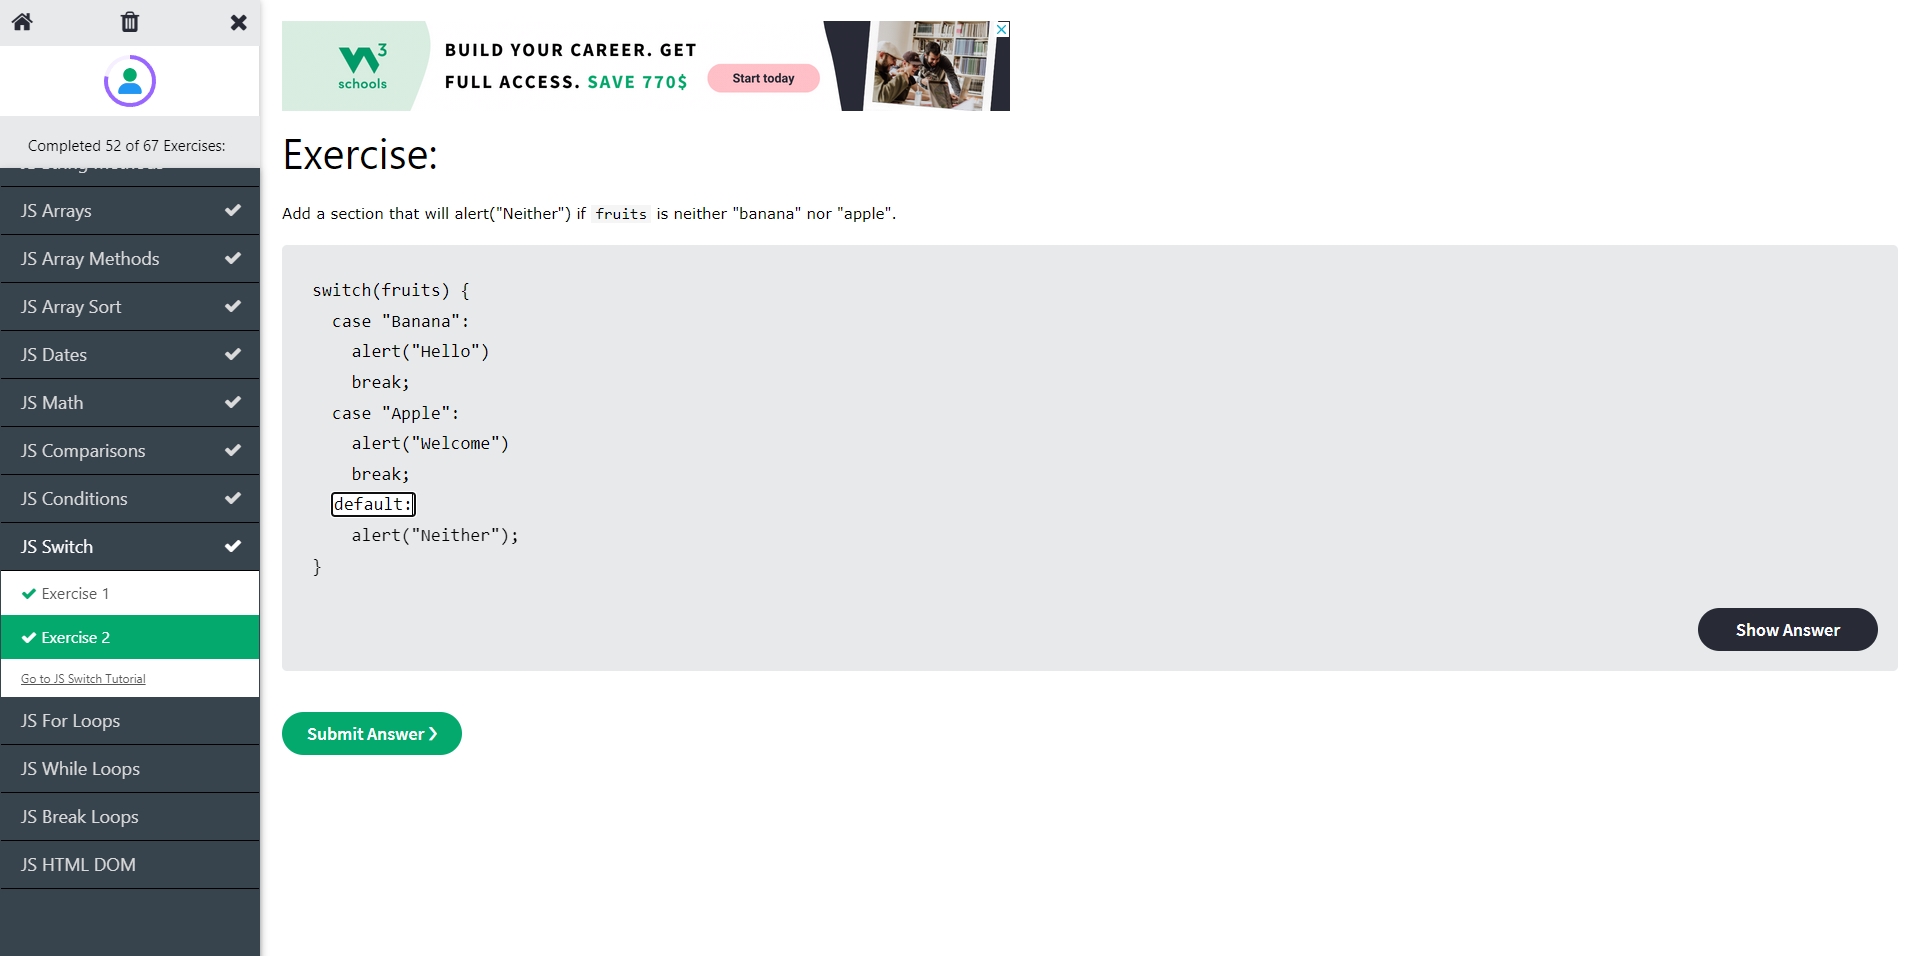 Completed 52 of 67 Exercises:
JS String Methods
JS Arrays
JS Array Methods
JS Array Sort
JS Dates
JS Math
JS Comparisons
JS Conditions
JS Switch
Exercise 1
Exercise 2
Go to JS Switch Tutorial
JS For Loops
JS While Loops
JS Break Loops
JS HTML DOM
W3
schools
BUILD YOUR CAREER. GET
FULL ACCESS. SAVE 770$
Start today
Exercise:
Add a section that will alert("Neither") if fruits is neither "banana" nor "apple".
switch(fruits) {
case "Banana":
alert("Hello")
break;
case "Apple":
alert("Welcome")
break;
default:
alert("Neither");
}
Show Answer
Submit Answer ❯